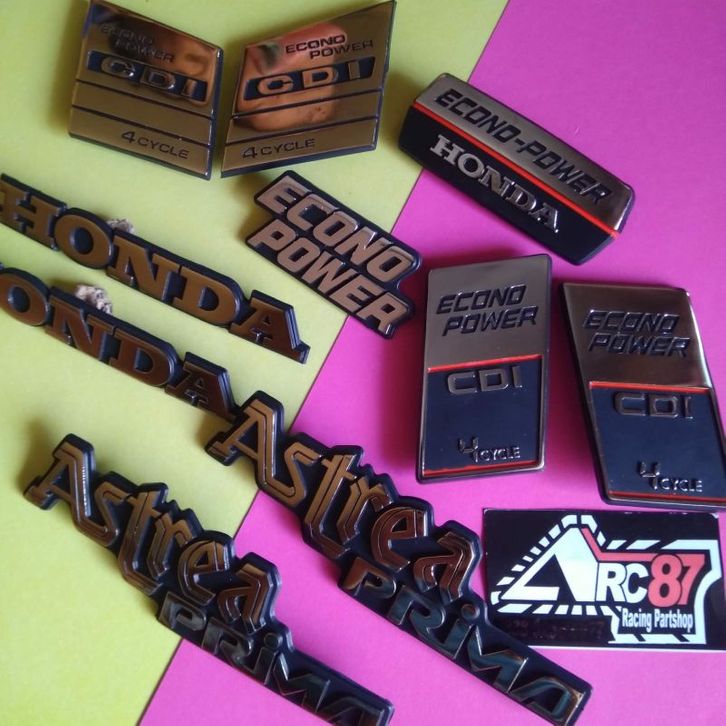 ECONO
POWER
CDI
4 CYCLE
ECONO
POWER
CDI
4 CYCLE
ECONO-POWER
HONDA
ECONO
POWER
HONDA
ONDA
ECONO
POWER
CDI
4 CYCLE
ECONO
POWER
CDI
4 CYCLE
Astrea
PRiMA
Astrea
PRiMA
ARC87
Racing Partshop